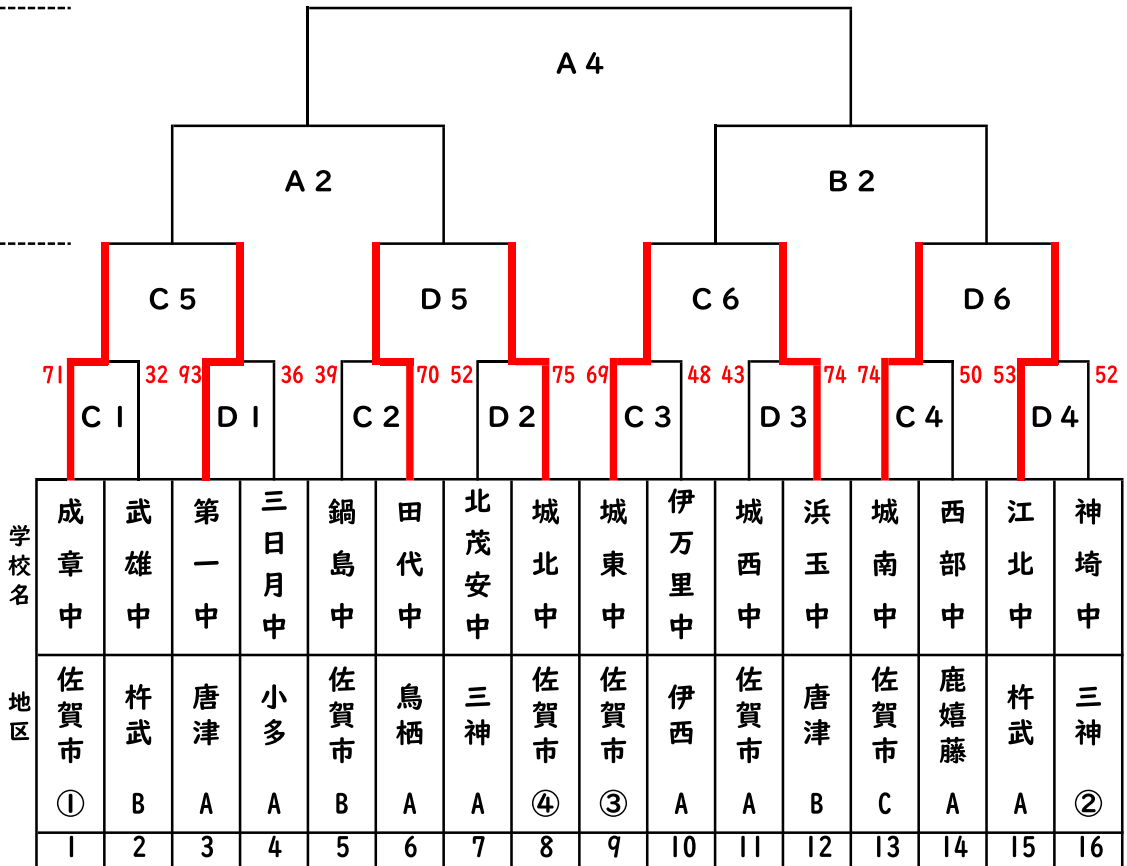 A4
A2 B2
C5 D5 C6 D6
71 32 93 36 39 70 52 75 69 48 43 74 74 50 53 52
C1 D1 C2 D2 C3 D3 C4 D4
学校名 成章中 武雄中 第一中 三日月中 鍋島中 田代中 北茂安中 城北中 城東中 伊万里中 城西中 浜玉中 城南中 西部中 江北中 神埼中
地区 佐賀市 杵武 唐津 小多 佐賀市 鳥栖 三神 佐賀市 佐賀市 伊西 佐賀市 唐津 佐賀市 鹿嬉藤 杵武 三神
① B A A B A A ④ ③ A A B C A A ②
1 2 3 4 5 6 7 8 9 10 11 12 13 14 15 16